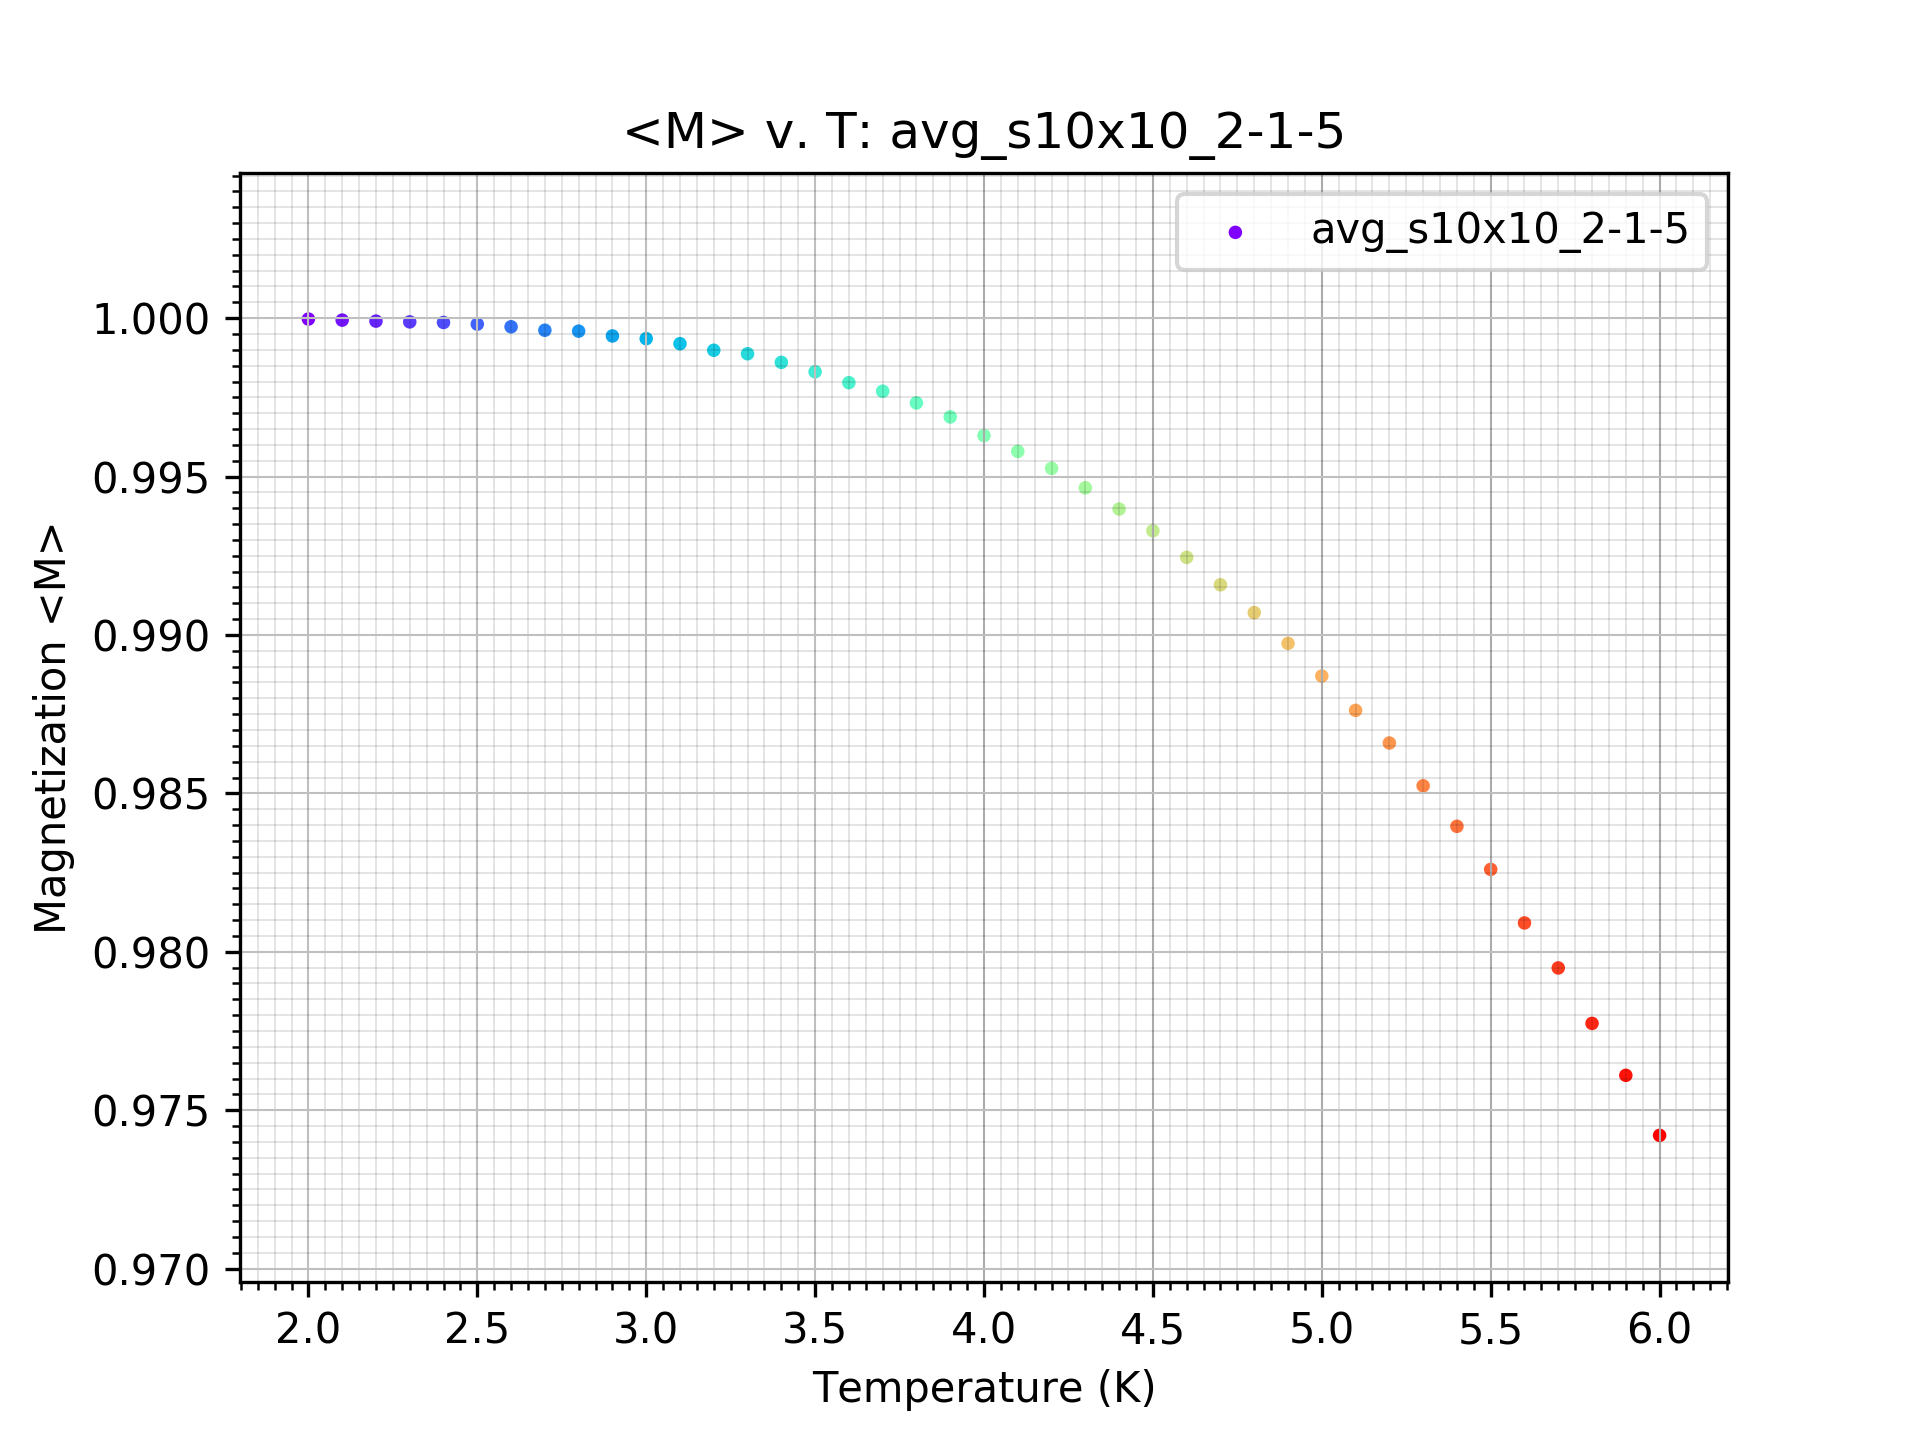 <M> v. T: avg_s10x10_2-1-5
avg_s10x10_2-1-5
1.000
0.995
0.990
0.985
0.980
0.975
0.970
Magnetization <M>
2.0 2.5 3.0 3.5 4.0 4.5 5.0 5.5 6.0
Temperature (K)